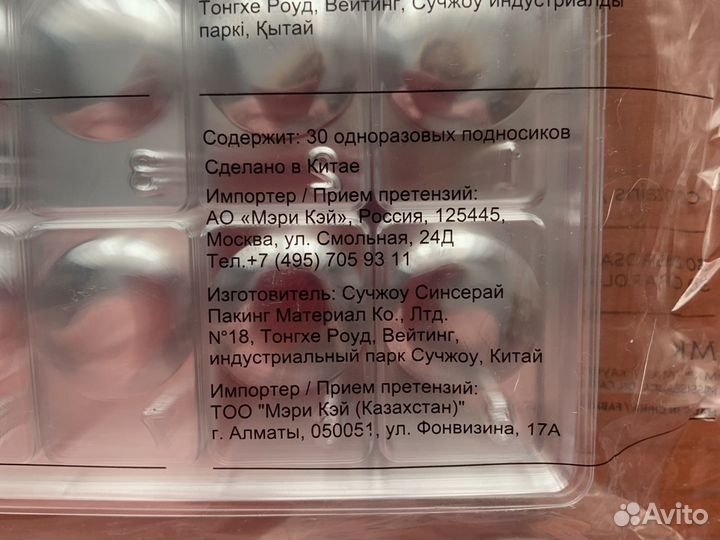 Тонгхе Роуд, Вейтинг, Сучжоу индустриалды
паркі, Қытай
Содержит: 30 одноразовых подносиков
Сделано в Китае
Импортер / Прием претензий:
АО «Мэри Кэй», Россия, 125445,
Москва, ул. Смольная, 24Д
Тел.+7 (495) 705 93 11
Изготовитель: Сучжоу Синсерай
Пакинг Материал Ко., Лтд.
N°18, Тонгхе Роуд, Вейтинг,
индустриальный парк Сучжоу, Китай
Импортер / Прием претензий:
ТОО "Мэри Кэй (Казахстан)"
г. Алматы, 050051, ул. Фонвизина, 17А
Avito